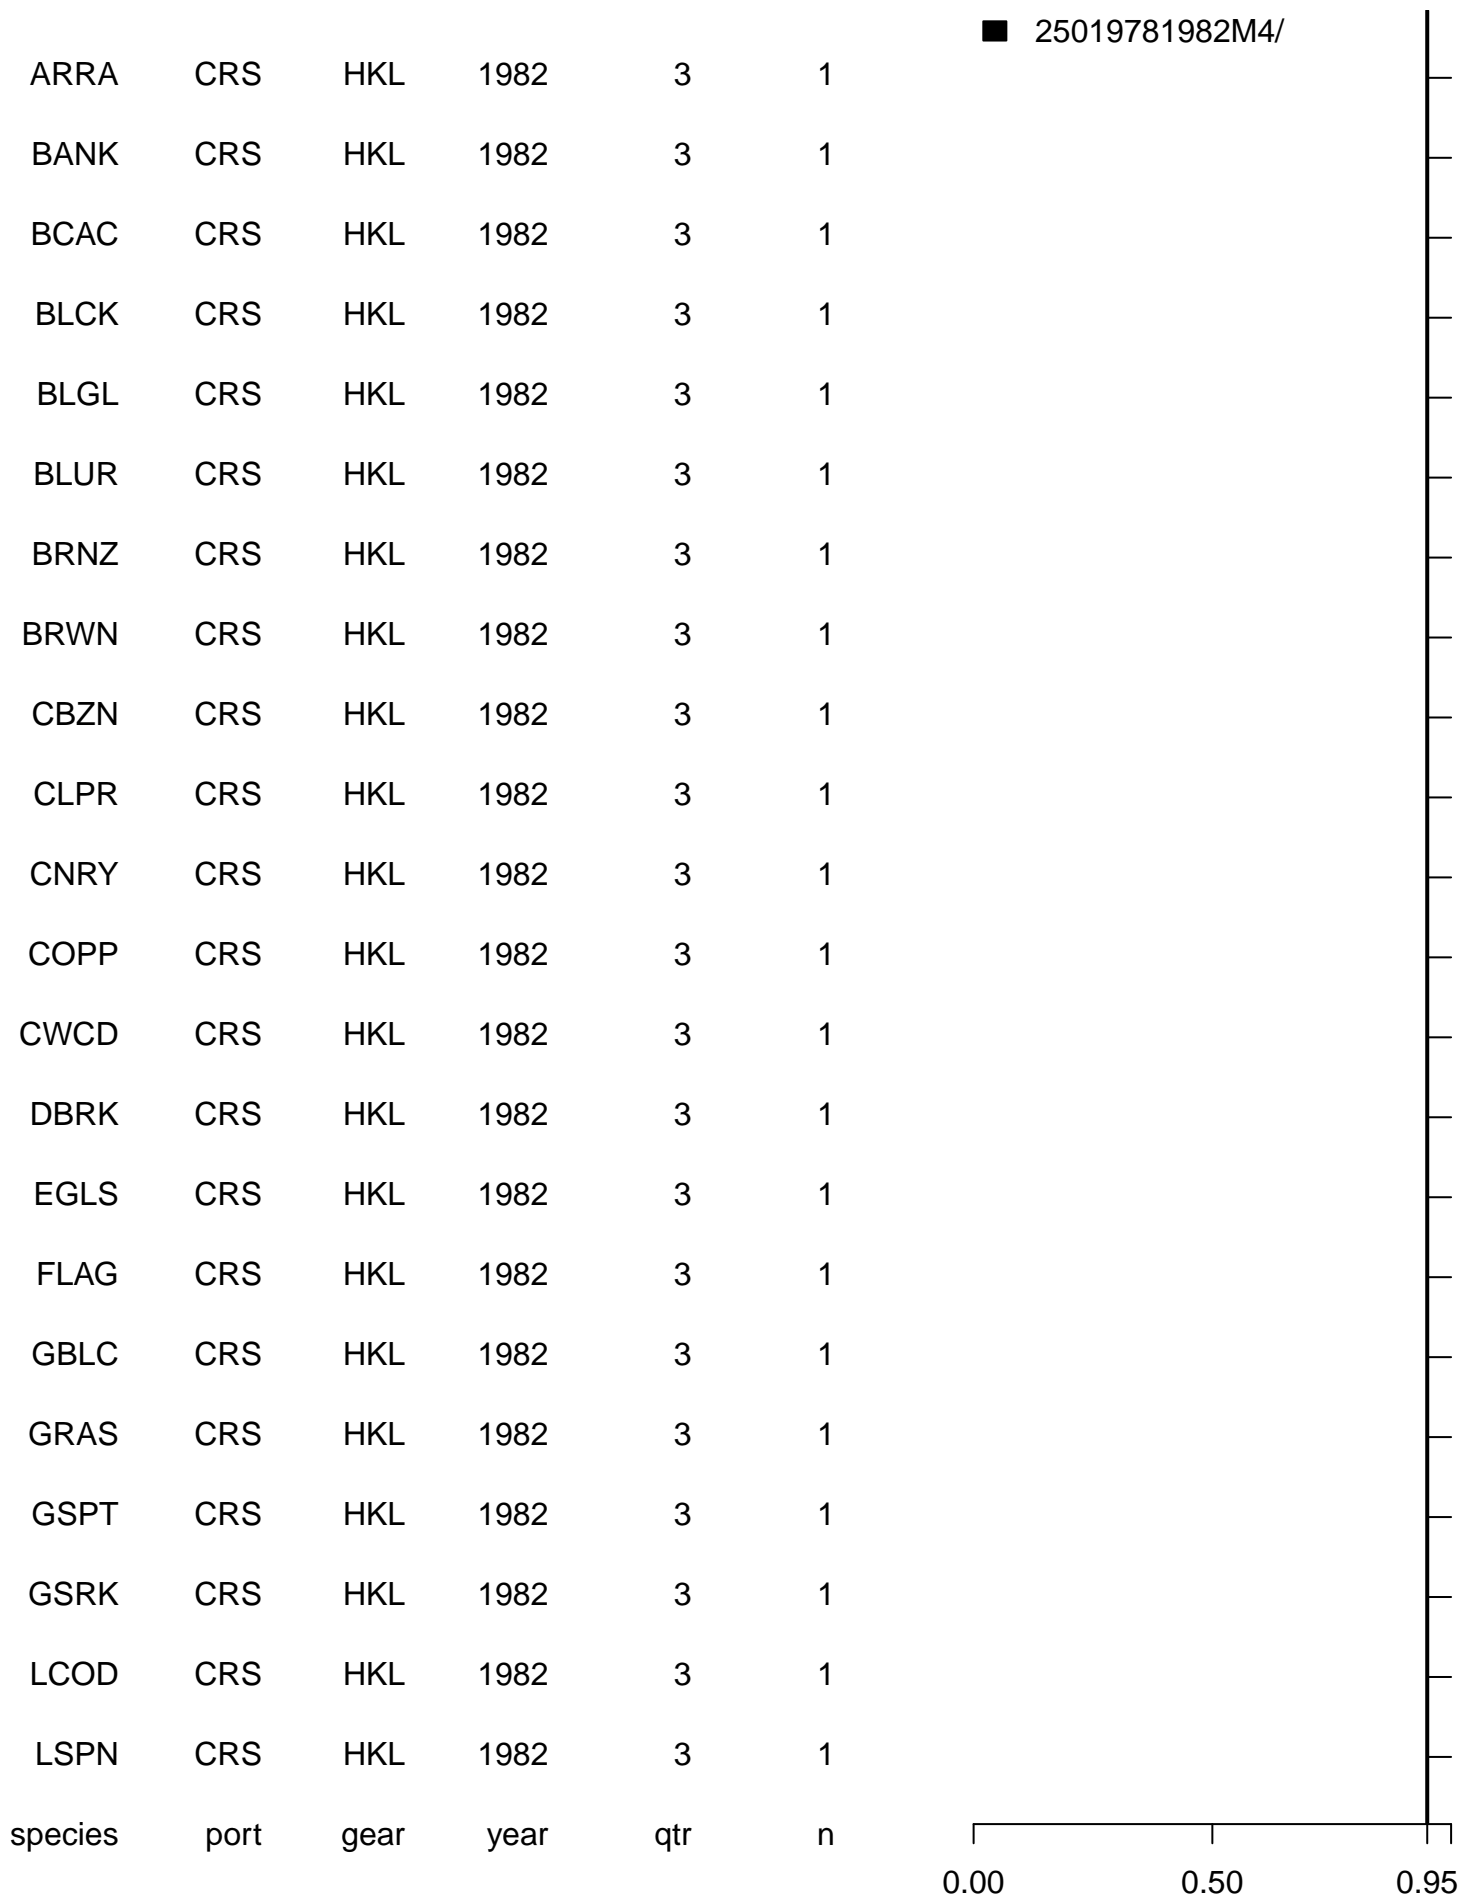 25019781982M4/
ARRA CRS HKL 1982 3 1
BANK CRS HKL 1982 3 1
BCAC CRS HKL 1982 3 1
BLCK CRS HKL 1982 3 1
BLGL CRS HKL 1982 3 1
BLUR CRS HKL 1982 3 1
BRNZ CRS HKL 1982 3 1
BRWN CRS HKL 1982 3 1
CBZN CRS HKL 1982 3 1
CLPR CRS HKL 1982 3 1
CNRY CRS HKL 1982 3 1
COPP CRS HKL 1982 3 1
CWCD CRS HKL 1982 3 1
DBRK CRS HKL 1982 3 1
EGLS CRS HKL 1982 3 1
FLAG CRS HKL 1982 3 1
GBLC CRS HKL 1982 3 1
GRAS CRS HKL 1982 3 1
GSPT CRS HKL 1982 3 1
GSRK CRS HKL 1982 3 1
LCOD CRS HKL 1982 3 1
LSPN CRS HKL 1982 3 1
species port gear year qtr n
0.00 0.50 0.95